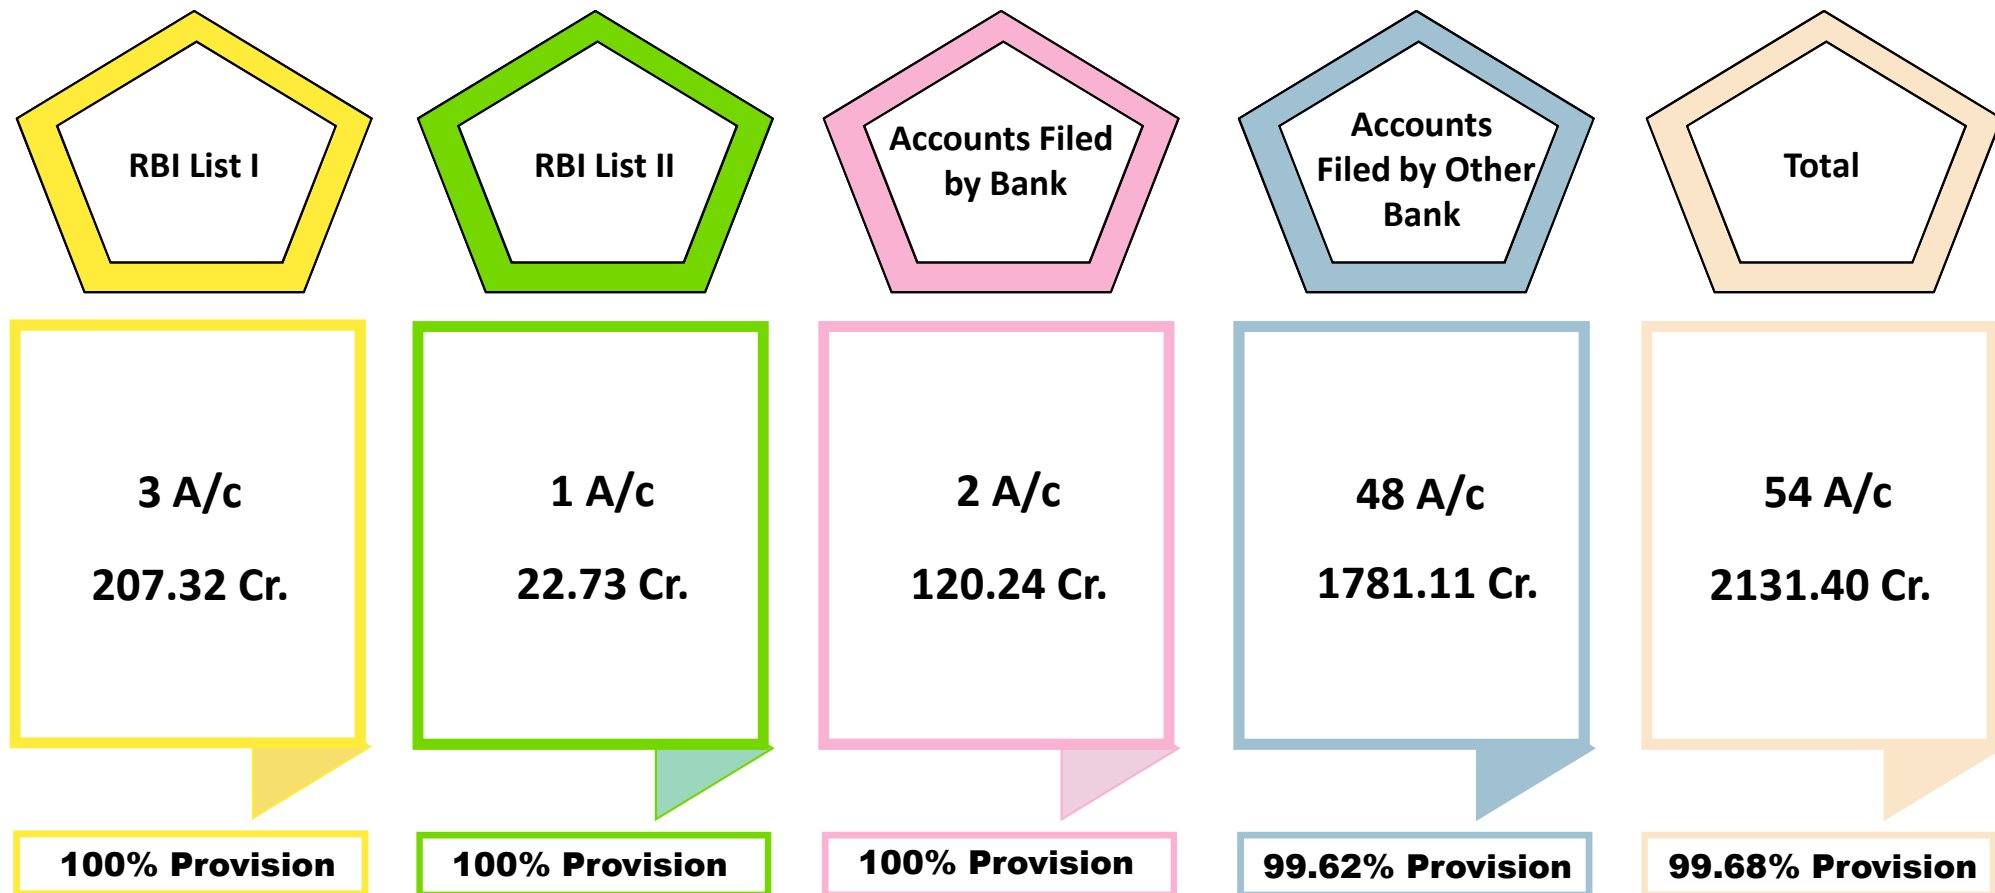 RBI List I
RBI List II
Accounts Filed
by Bank
Accounts
Filed by Other
Bank
Total
3 A/c
207.32 Cr.
1 A/c
22.73 Cr.
2 A/c
120.24 Cr.
48 A/c
1781.11 Cr.
54 A/c
2131.40 Cr.
100% Provision
100% Provision
100% Provision
99.62% Provision
99.68% Provision